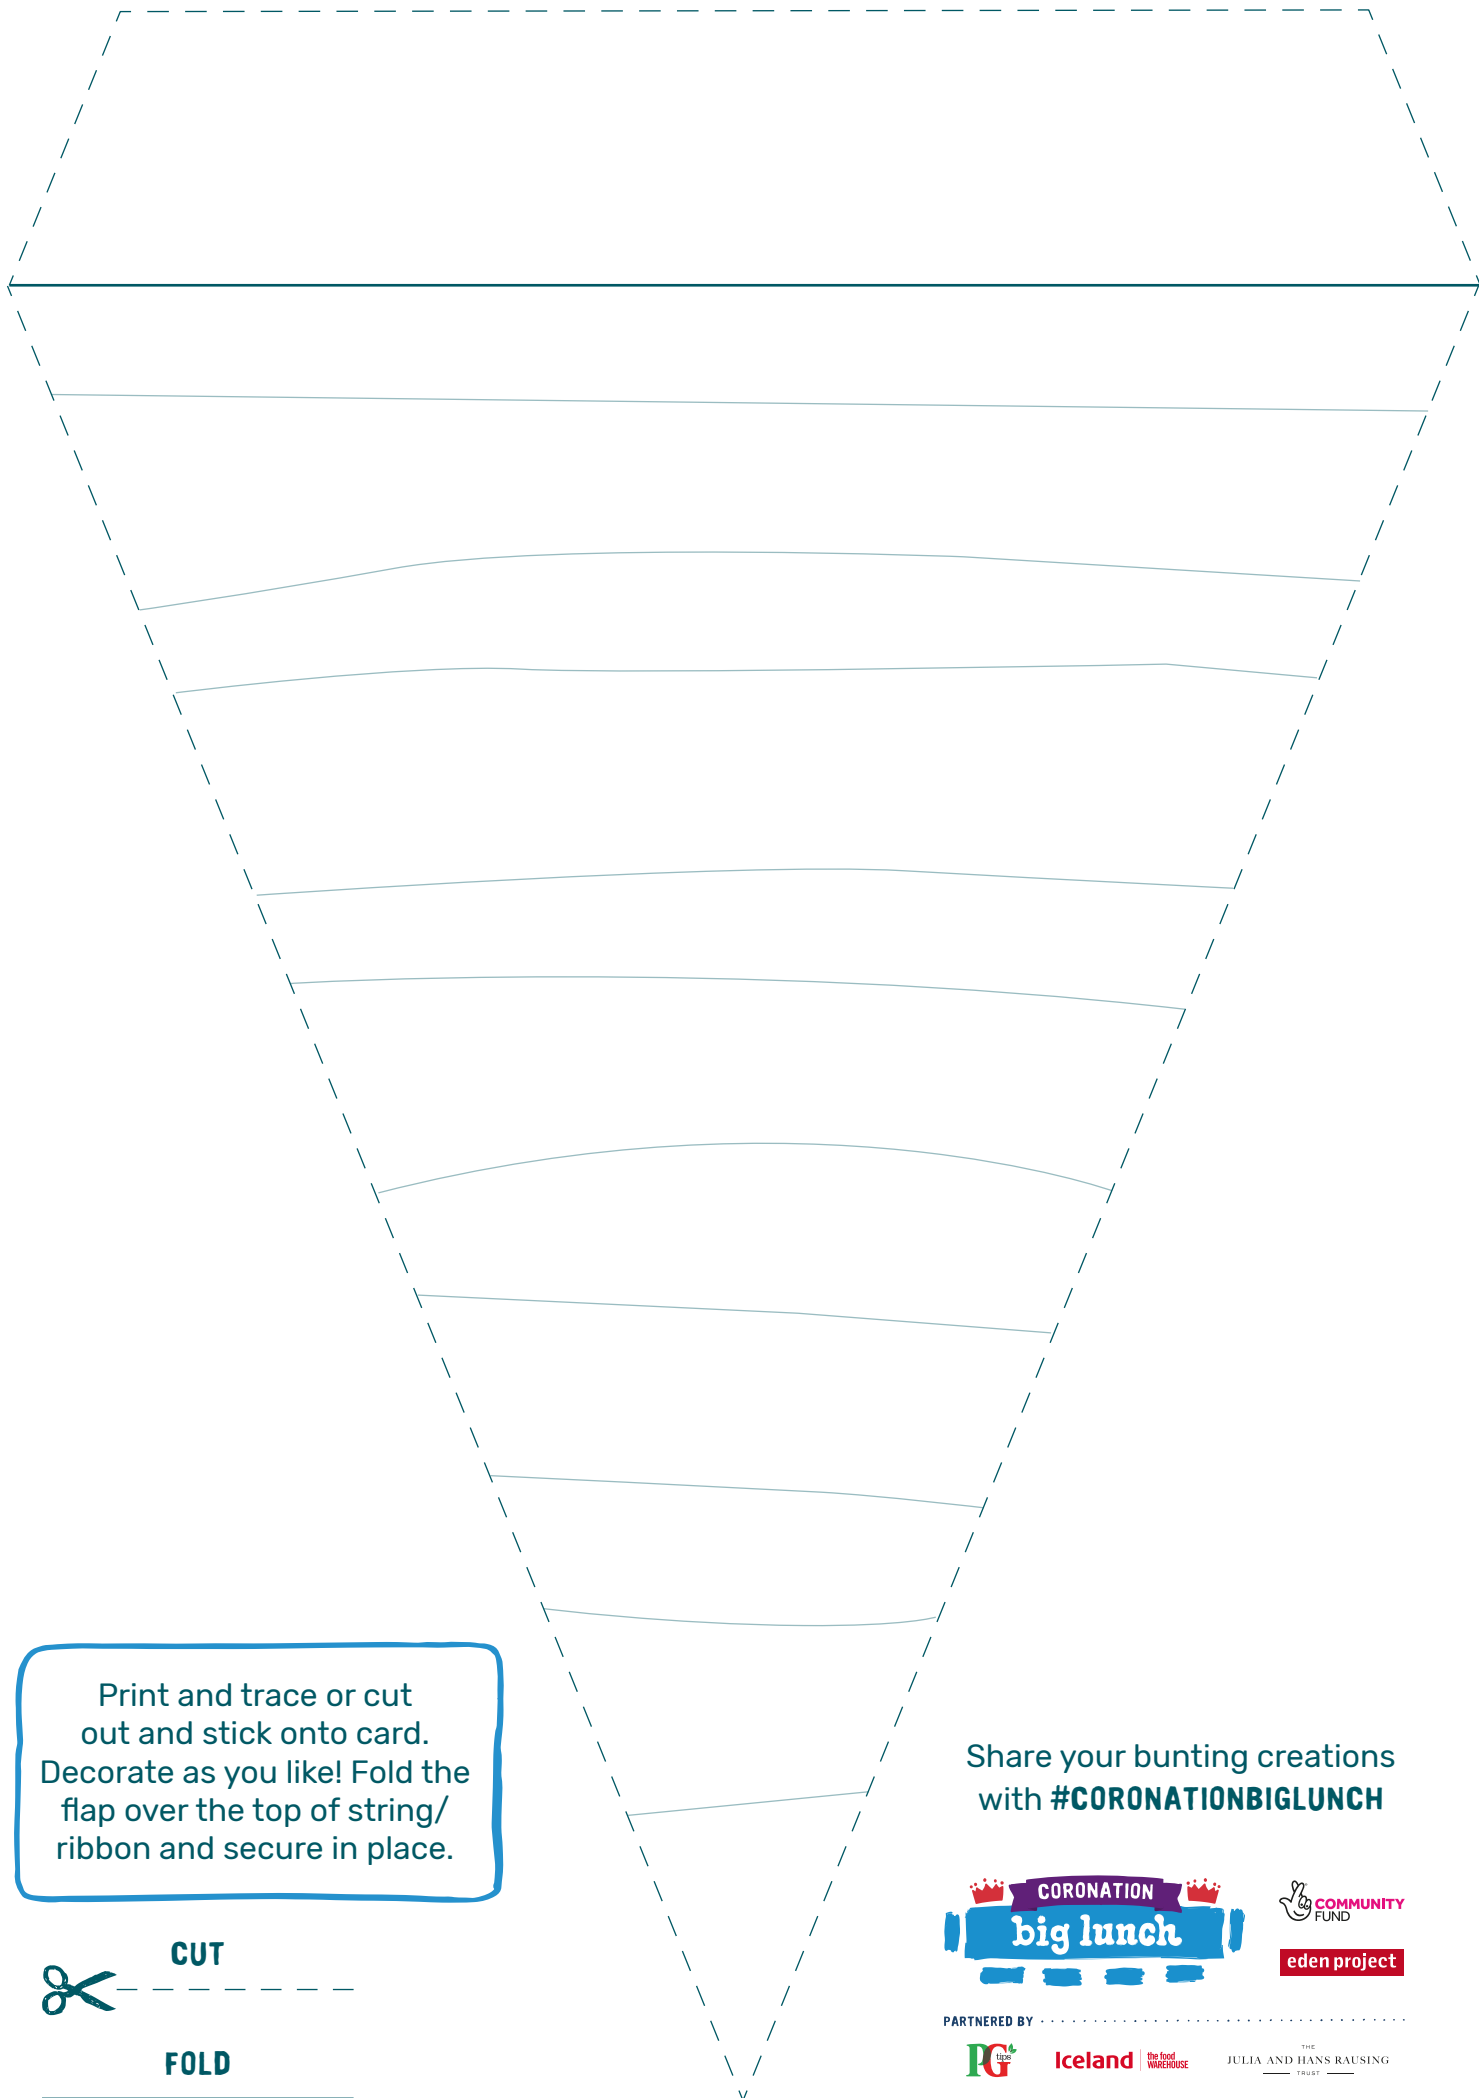 Print and trace or cut
out and stick onto card.
Decorate as you like! Fold the
flap over the top of string/
ribbon and secure in place.
CUT
FOLD
Share your bunting creations
with #CORONATIONBIGLUNCH
CORONATION
big lunch
COMMUNITY
FUND
eden project
PARTNERED BY
PG tips
Iceland
the food
WAREHOUSE
THE
JULIA AND HANS RAUSING
TRUST